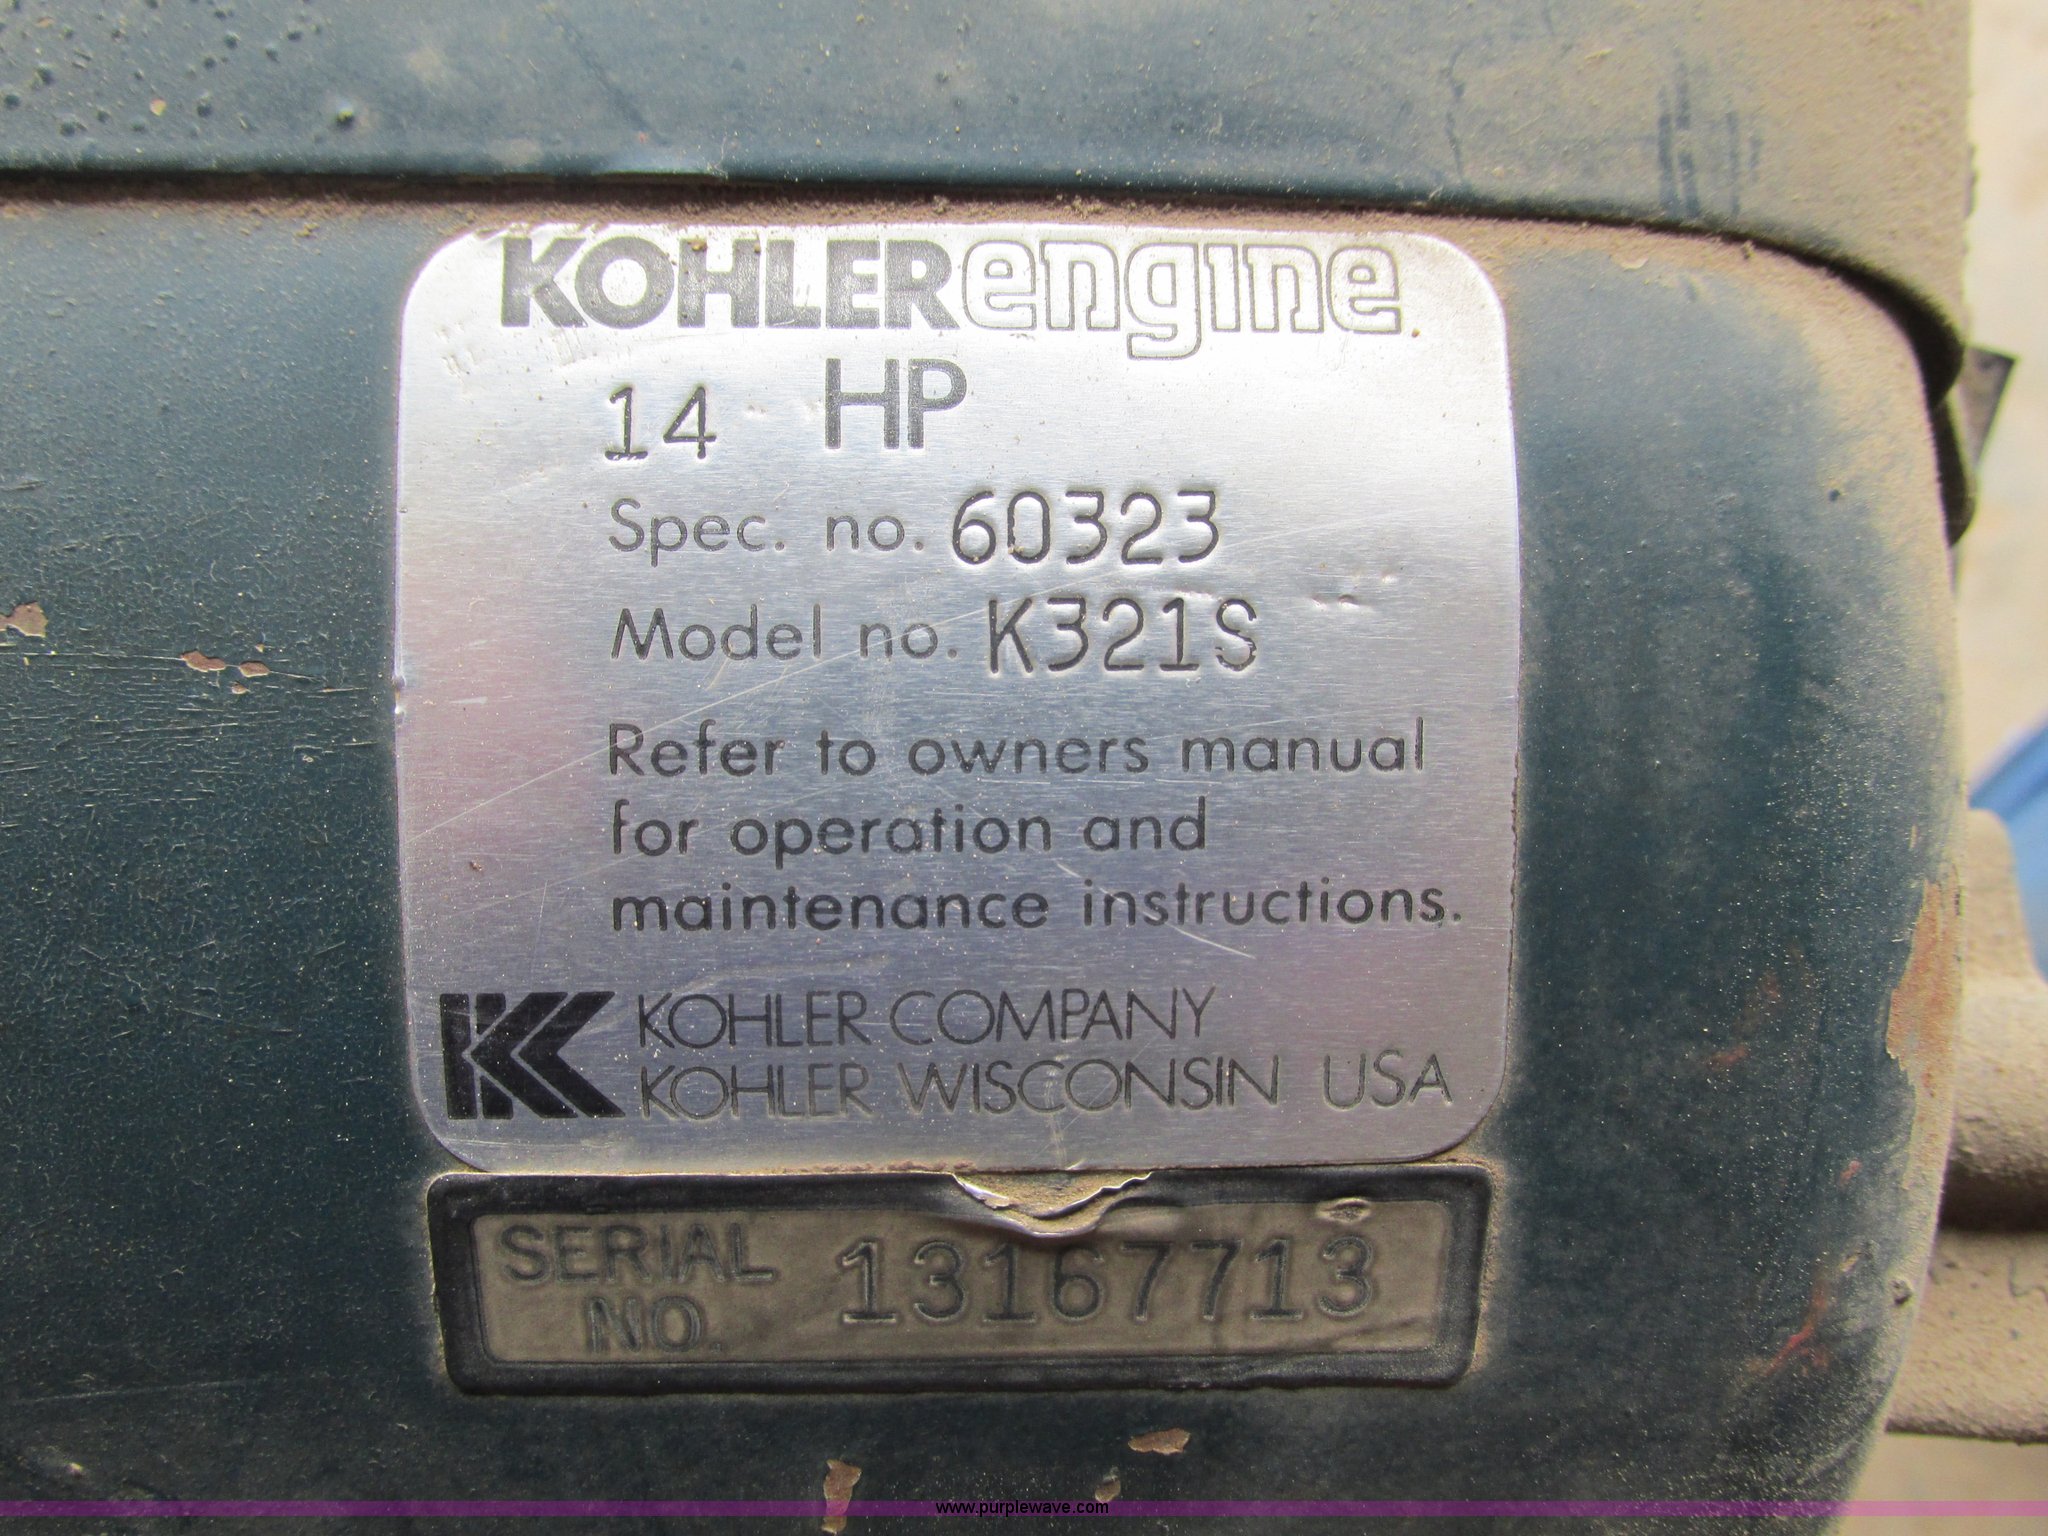 KOHLERengine
14 HP
Spec. no. 60323
Model no. K321S
Refer to owners manual
for operation and
maintenance instructions.
KOHLER COMPANY
KOHLER WISCONSIN USA
SERIAL NO. 13167713
www.purplewave.com